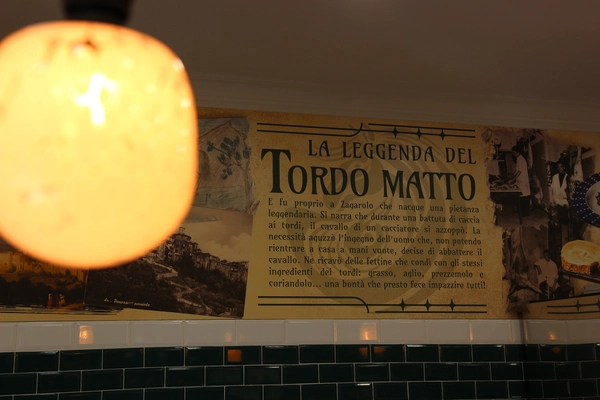 LA LEGGENDA DEL
TORDO MATTO
E fu proprio a Zagarolo che nacque una pietanza
leggendaria. Si narra che durante una battuta di caccia
ai tordi, il cavallo di un cacciatore si azzoppò. La
necessità aguzzò l'ingegno dell'uomo che, non potendo
rientrare a casa a mani vuote, decise di abbattere il
cavallo. Ne ricavò delle fettine che condì con gli stessi
ingredienti dei tordi: grasso, aglio, prezzemolo e
coriandolo... una bontà che presto fece impazzire tutti!